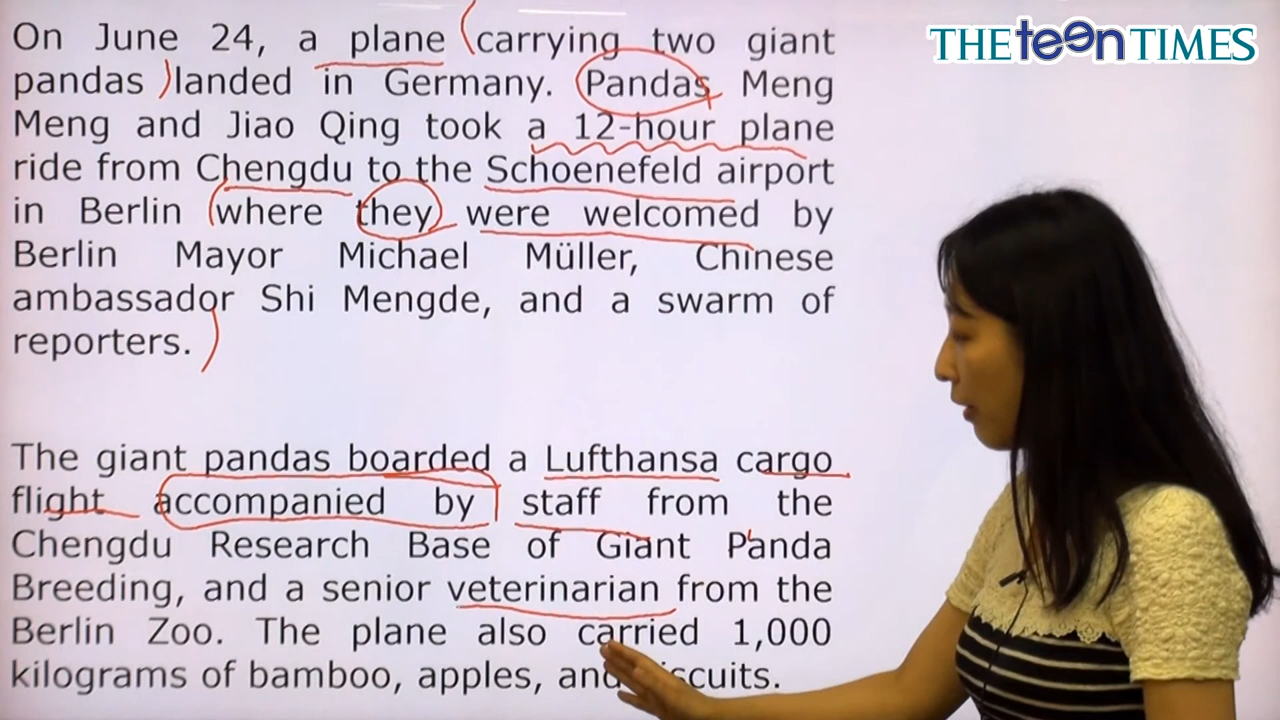 THE teen TIMES
On June 24, a plane carrying two giant
pandas landed in Germany. Pandas Meng
Meng and Jiao Qing took a 12-hour plane
ride from Chengdu to the Schoenefeld airport
in Berlin where they were welcomed by
Berlin Mayor Michael Müller, Chinese
ambassador Shi Mengde, and a swarm of
reporters.
The giant pandas boarded a Lufthansa cargo
flight accompanied by staff from the
Chengdu Research Base of Giant Panda
Breeding, and a senior veterinarian from the
Berlin Zoo. The plane also carried 1,000
kilograms of bamboo, apples,